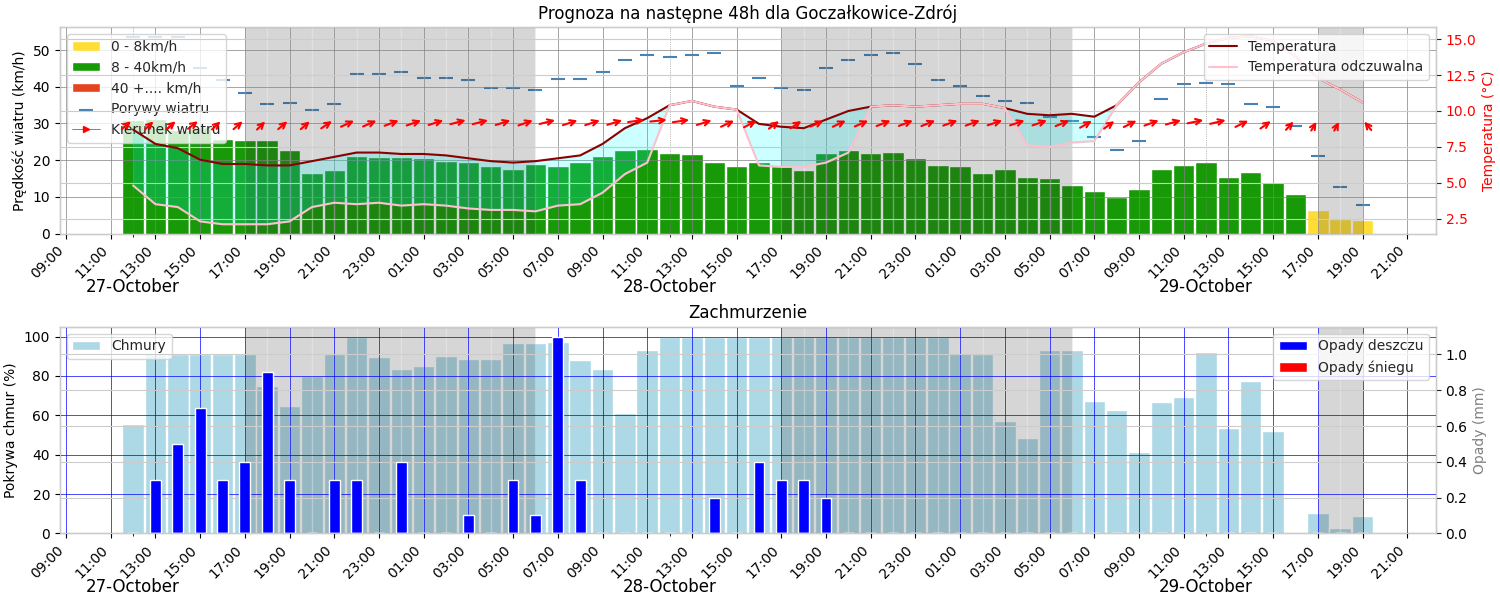 Prognoza na następne 48h dla Goczałkowice-Zdrój
Prędkość wiatru (km/h)
50
40
30
20
10
0
0 - 8km/h
8 - 40km/h
40 +.... km/h
Porywy wiatru
Kierunek wiatru
Temperatura
Temperatura odczuwalna
15.0
12.5
10.0
7.5
5.0
2.5
Temperatura (°C)
09:00 11:00 13:00 15:00 17:00 19:00 21:00 23:00 01:00 03:00 05:00 07:00 09:00 11:00 13:00 15:00 17:00 19:00 21:00 23:00 01:00 03:00 05:00 07:00 09:00 11:00 13:00 15:00 17:00 19:00 21:00
27-October 28-October 29-October
Zachmurzenie
Pokrywa chmur (%)
100
80
60
40
20
0
Chmury
Opady deszczu
Opady śniegu
1.0
0.8
0.6
0.4
0.2
0.0
Opady (mm)
09:00 11:00 13:00 15:00 17:00 19:00 21:00 23:00 01:00 03:00 05:00 07:00 09:00 11:00 13:00 15:00 17:00 19:00 21:00 23:00 01:00 03:00 05:00 07:00 09:00 11:00 13:00 15:00 17:00 19:00 21:00
27-October 28-October 29-October